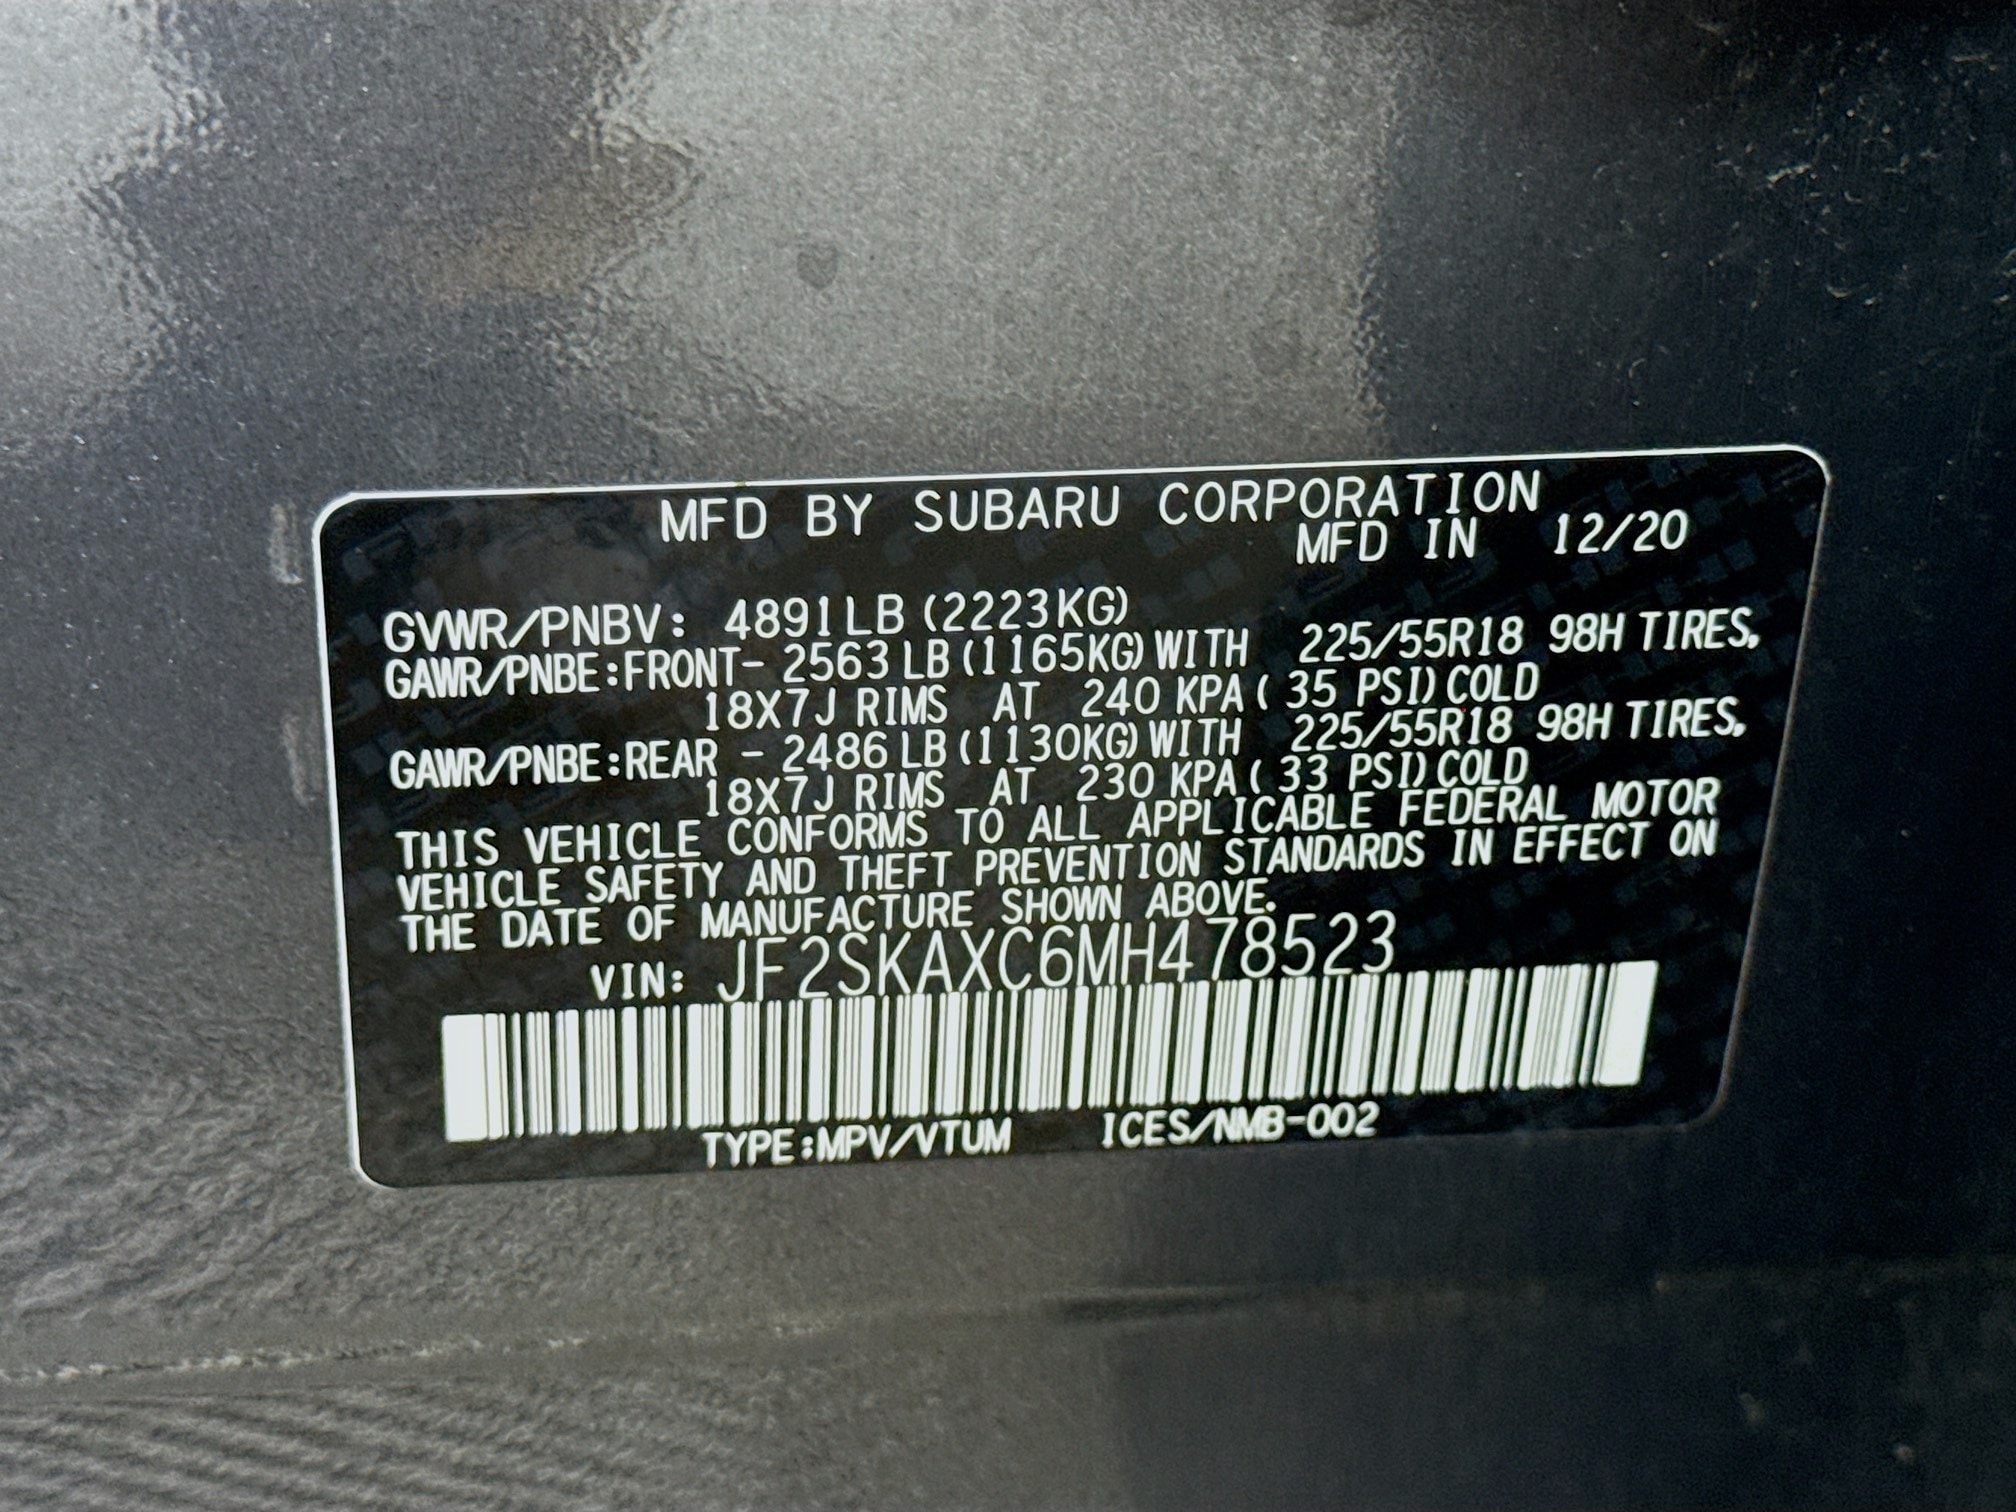 MFD BY SUBARU CORPORATION
MFD IN 12/20
GVWR/PNBV: 4891LB (2223KG)
GAWR/PNBE:FRONT- 2563 LB (1165KG) WITH 225/55R18 98H TIRES,
18X7J RIMS AT 240 KPA ( 35 PSI) COLD
GAWR/PNBE:REAR - 2486 LB (1130KG) WITH 225/55R18 98H TIRES,
18X7J RIMS AT 230 KPA ( 33 PSI) COLD
THIS VEHICLE CONFORMS TO ALL APPLICABLE FEDERAL MOTOR
VEHICLE SAFETY AND THEFT PREVENTION STANDARDS IN EFFECT ON
THE DATE OF MANUFACTURE SHOWN ABOVE.
VIN: JF2SKAXC6MH478523
TYPE:MPV/VTUM ICES/NMB-002